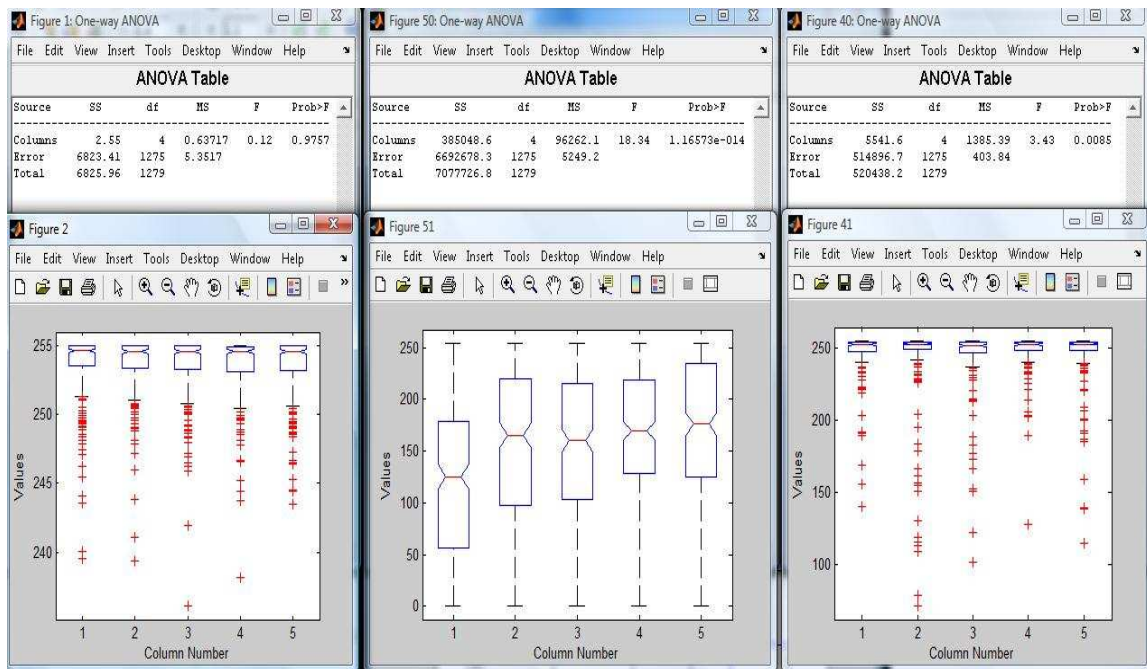 Figure 1: One-way ANOVA
File Edit View Insert Tools Desktop Window Help
ANOVA Table
Source SS df MS F Prob>F
Columns 2.55 4 0.63717 0.12 0.9757
Error 6823.41 1275 5.3517
Total 6825.96 1279
Figure 50: One-way ANOVA
File Edit View Insert Tools Desktop Window Help
ANOVA Table
Source SS df MS F Prob>F
Columns 385048.6 4 96262.1 18.34 1.16573e-014
Error 6692678.3 1275 5249.2
Total 7077726.8 1279
Figure 40: One-way ANOVA
File Edit View Insert Tools Desktop Window Help
ANOVA Table
Source SS df MS F Prob>F
Columns 5541.6 4 1385.39 3.43 0.0085
Error 514896.7 1275 403.84
Total 520438.2 1279
Figure 2
File Edit View Insert Tools Desktop Window Help
255
250
245
240
Values
1 2 3 4 5
Column Number
Figure 51
File Edit View Insert Tools Desktop Window Help
250
200
150
100
50
0
Values
1 2 3 4 5
Column Number
Figure 41
File Edit View Insert Tools Desktop Window Help
250
200
150
100
Values
1 2 3 4 5
Column Number